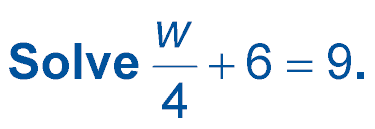 Solve w/4 + 6 = 9.